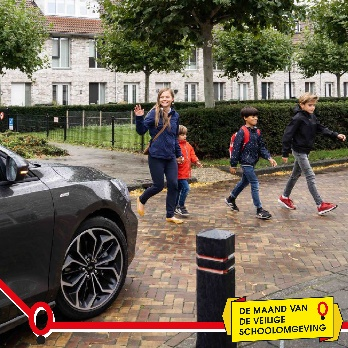 DE MAAND VAN
DE VEILIGE
SCHOOLOMGEVING